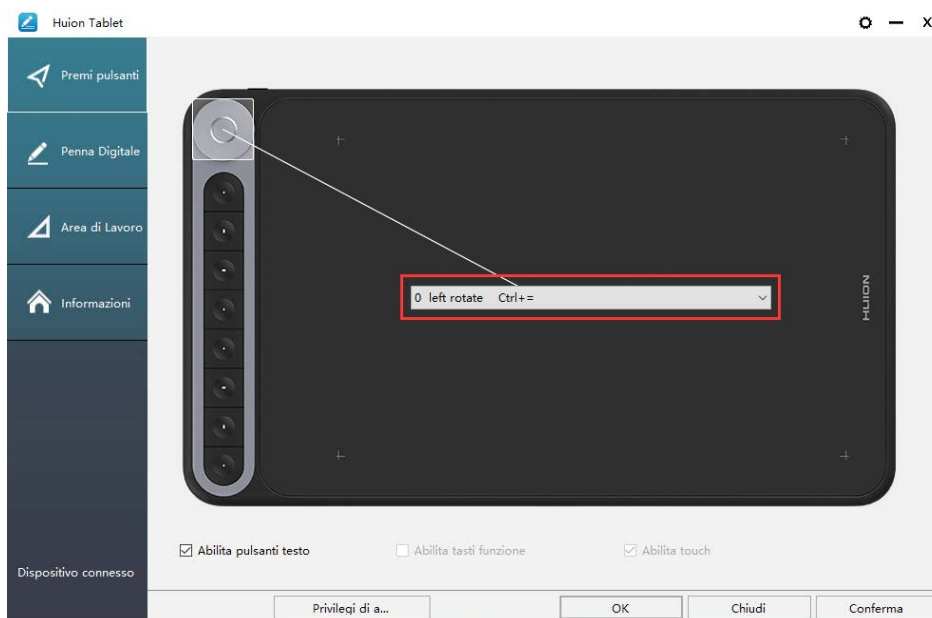 Huion Tablet
Premi pulsanti
Penna Digitale
Area di Lavoro
Informazioni
Dispositivo connesso
0 left rotate Ctrl+=
HUION
Abilita pulsanti testo
Abilita tasti funzione
Abilita touch
Privilegi di a...
OK
Chiudi
Conferma